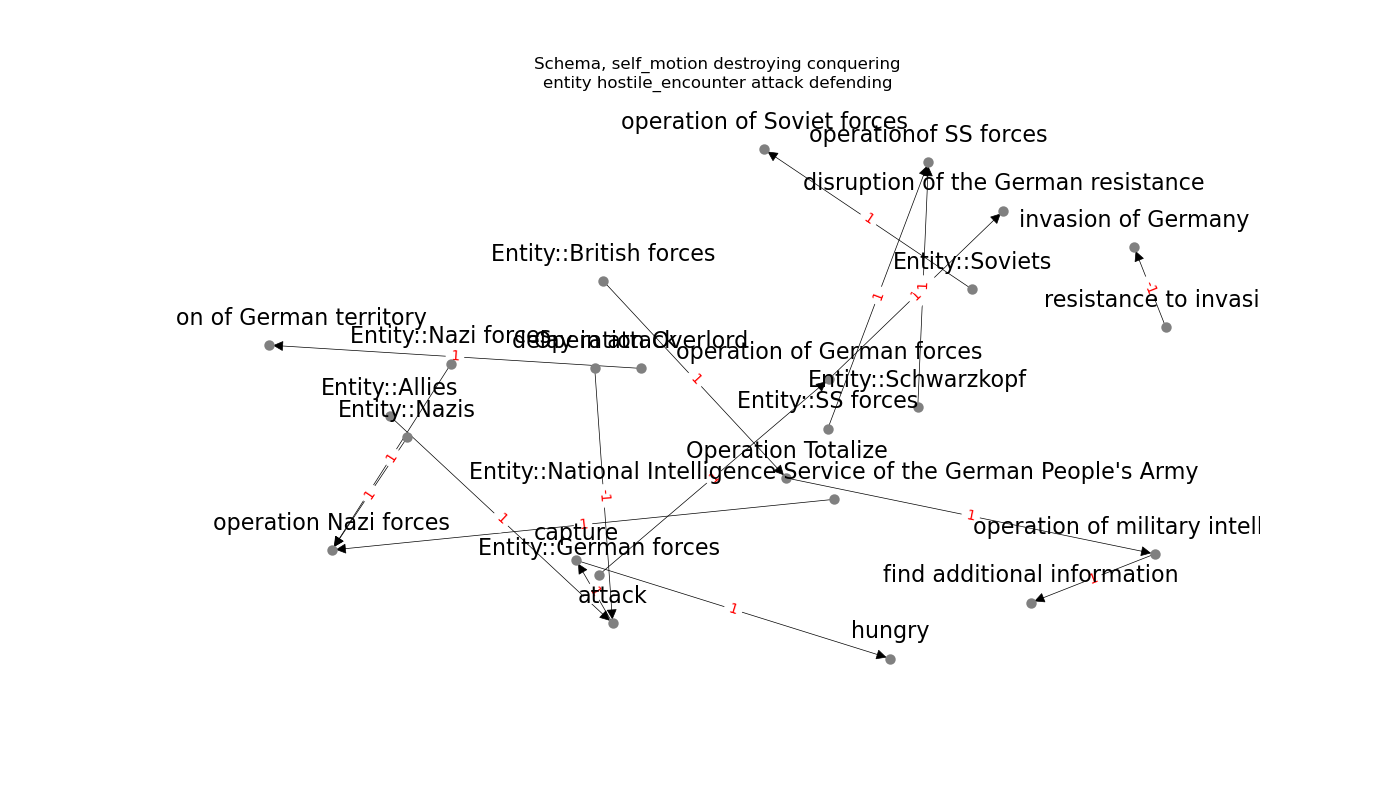 Schema, self_motion destroying conquering
entity hostile_encounter attack defending
operation of Soviet forces
operationof SS forces
disruption of the German resistance
invasion of Germany
1
Entity::British forces
Entity::Soviets
1
1
1
1
-1
resistance to invasi
on of German territory
Entity::Nazi forces
delay in attack
Operation Overlord
1
operation of German forces
1
Entity::Allies
Entity::Schwarzkopf
Entity::Nazis
Entity::SS forces
Operation Totalize
1
Entity::National Intelligence Service of the German People's Army
1
1
-1
1
1
1
operation Nazi forces
operation of military intell
capture
Entity::German forces
find additional information
1
attack
1
1
hungry